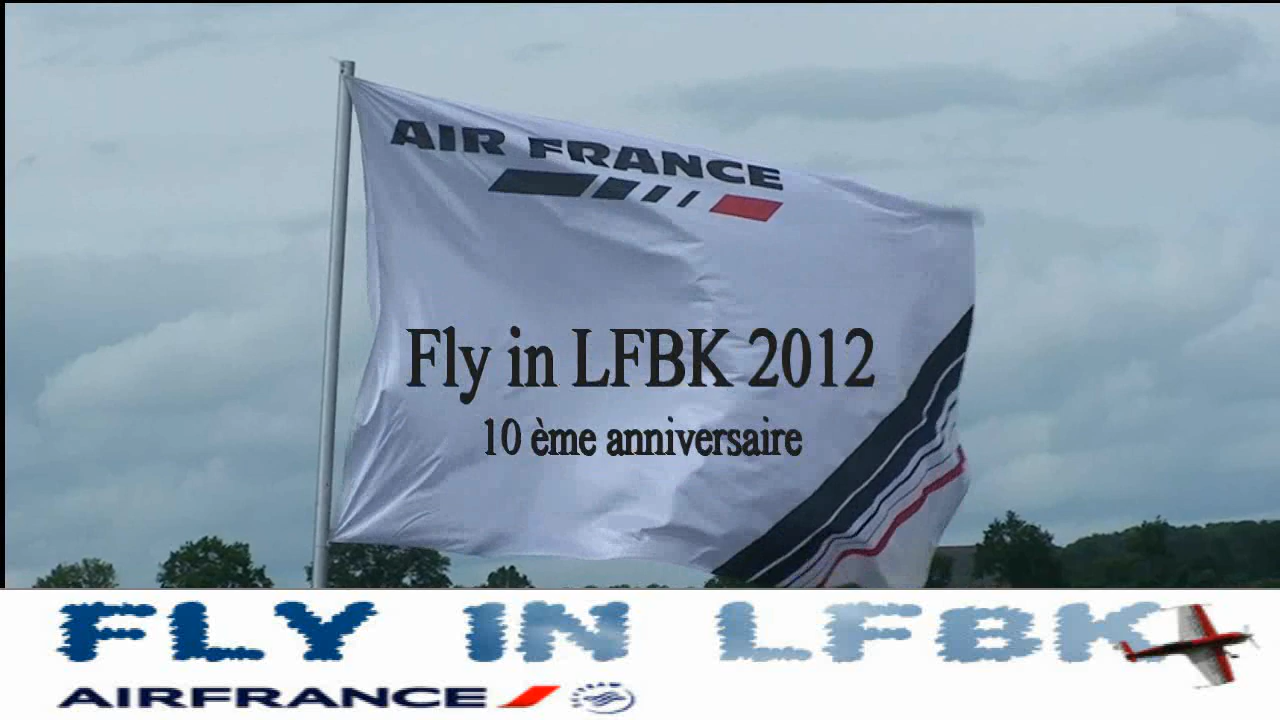 AIR FRANCE
Fly in LFBK 2012
10 ème anniversaire
FLY IN LFBK
AIRFRANCE